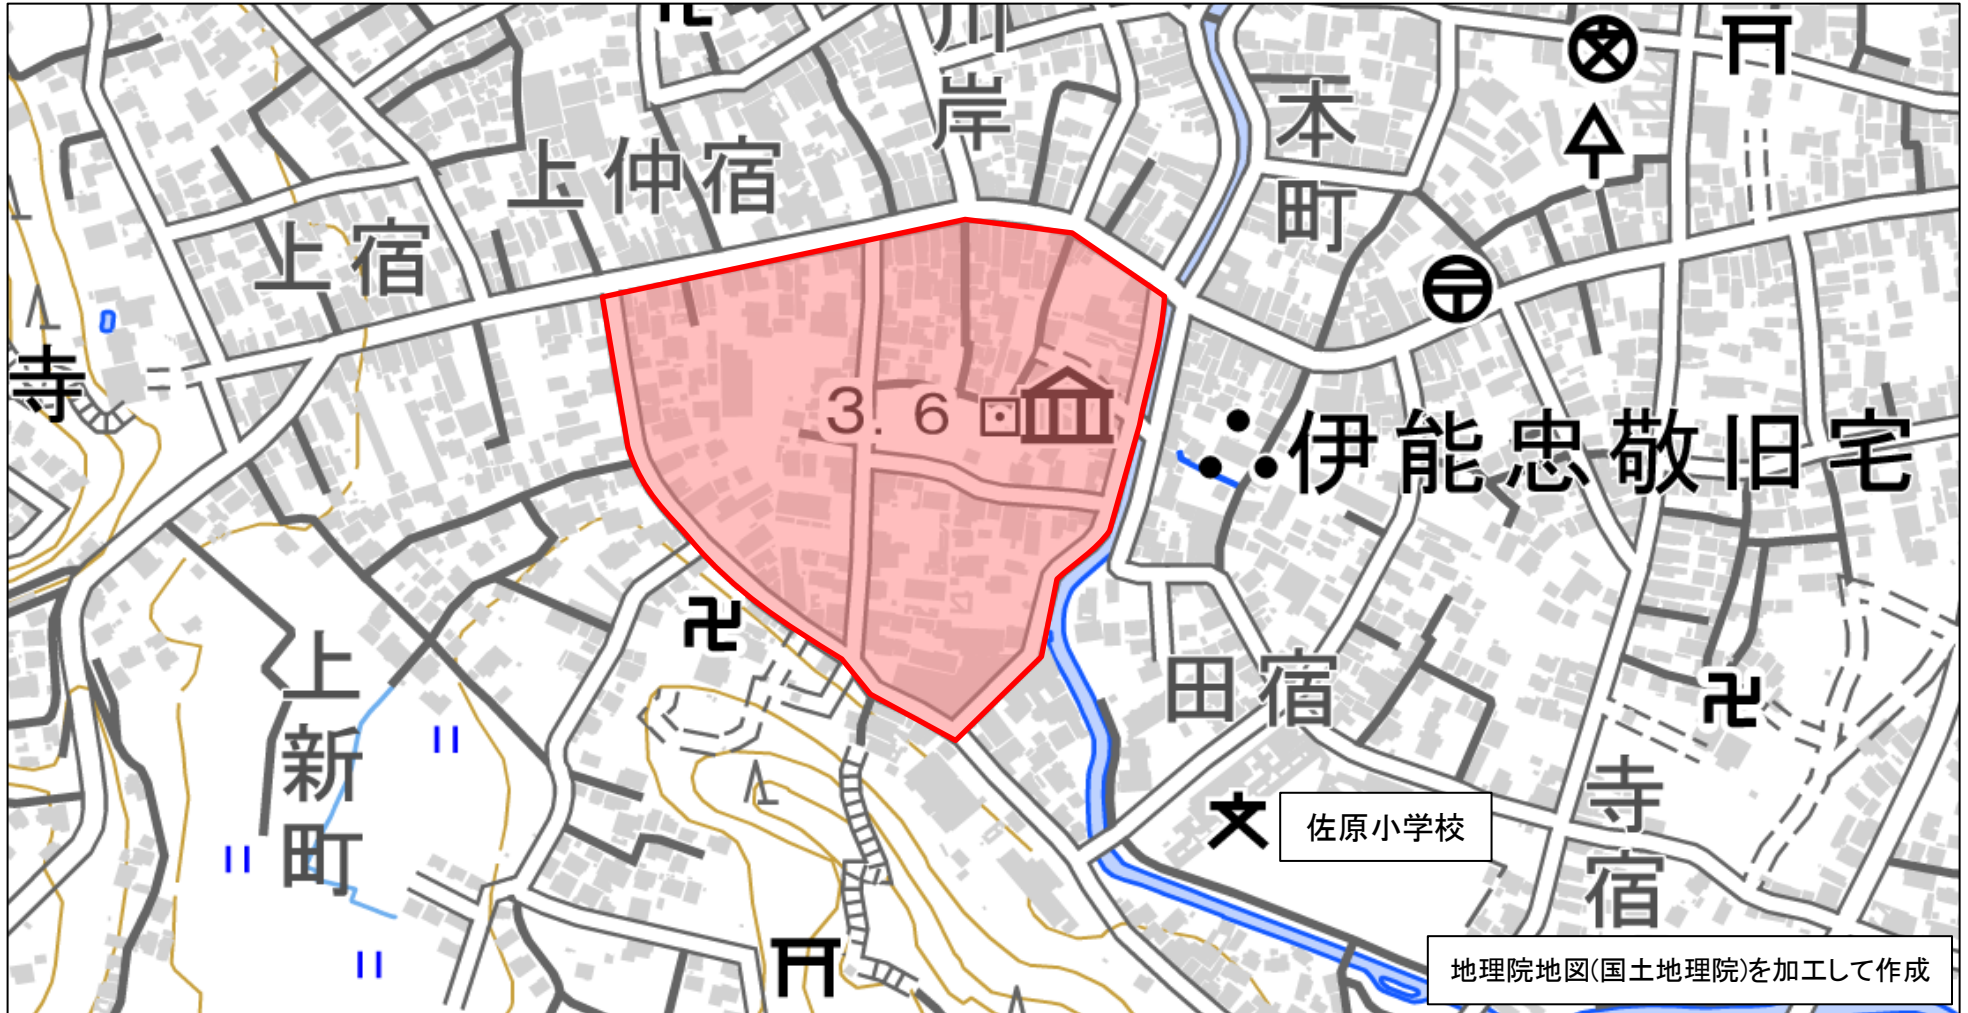 川岸
本町
上仲宿
上宿
寺
3.6
伊能忠敬旧宅
田宿
上新町
佐原小学校
寺宿
地理院地図(国土地理院)を加工して作成